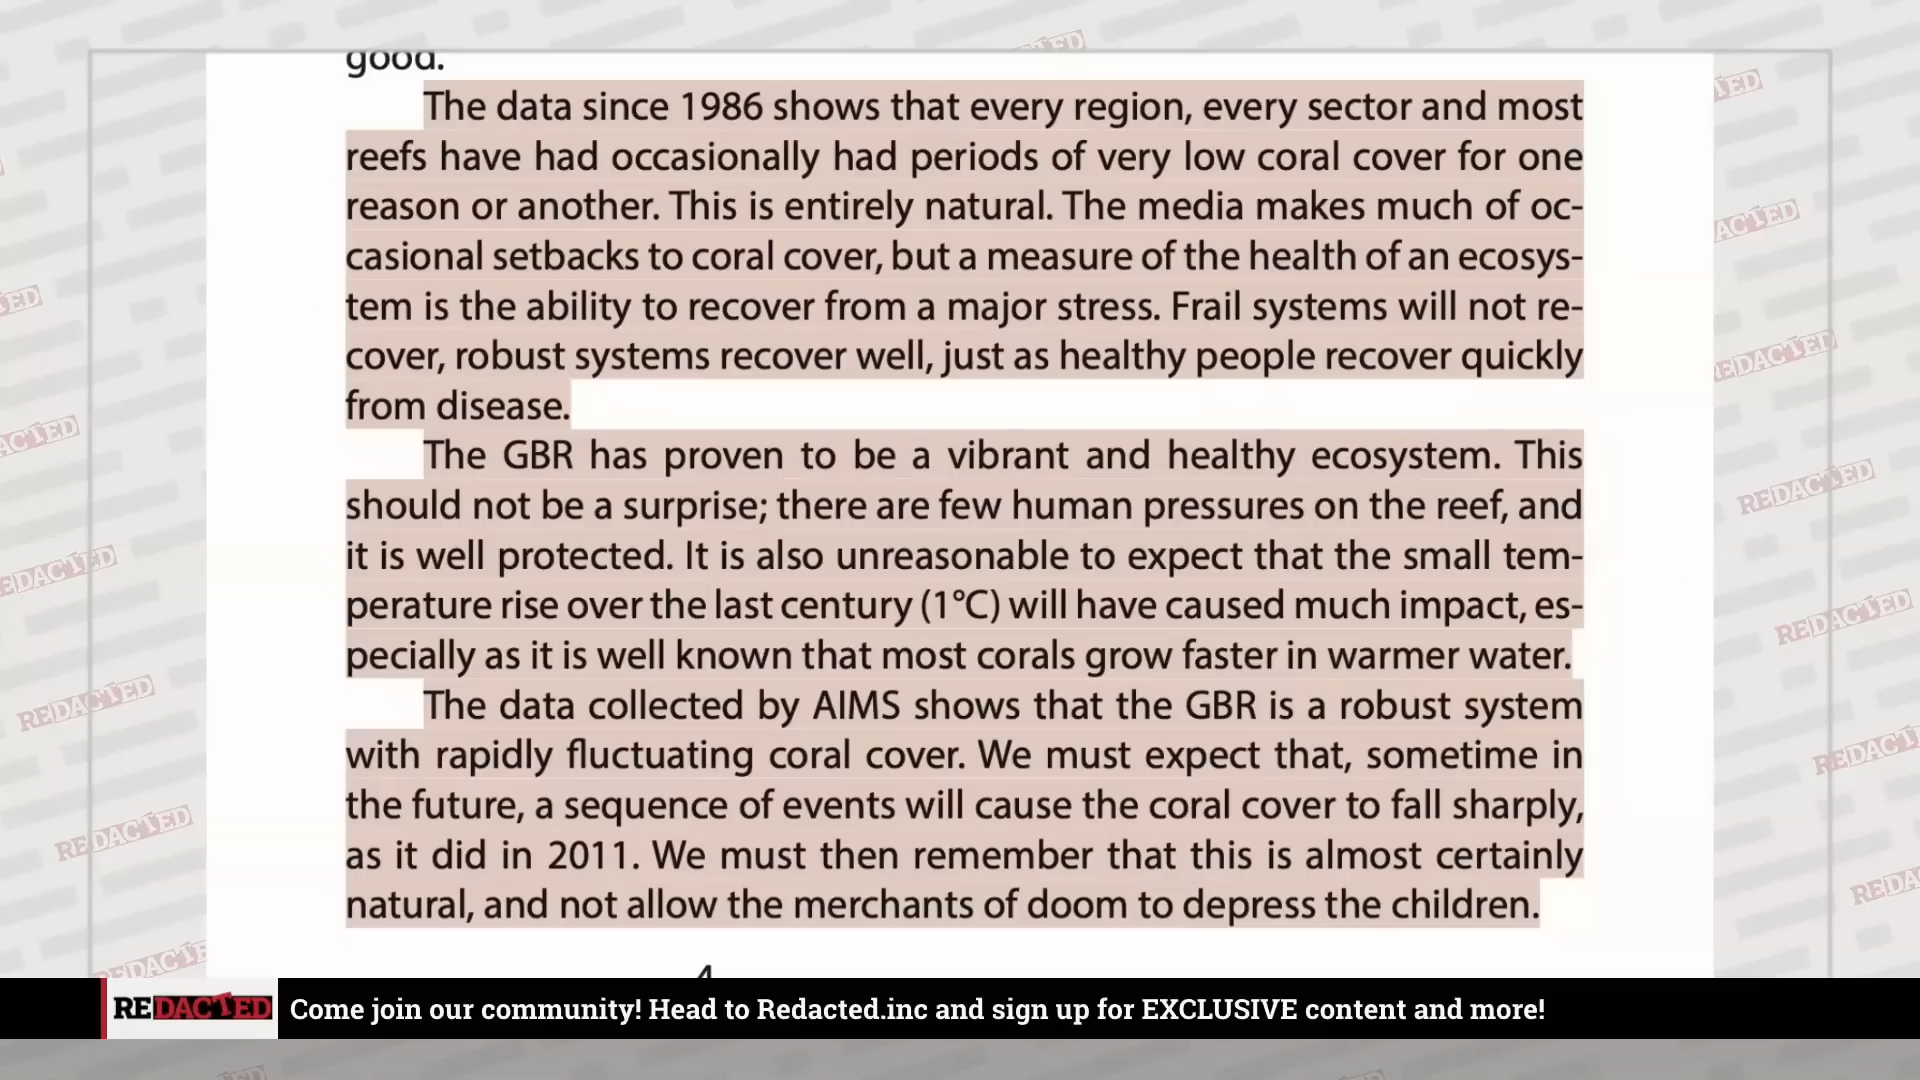 good.
The data since 1986 shows that every region, every sector and most
reefs have had occasionally had periods of very low coral cover for one
reason or another. This is entirely natural. The media makes much of oc-
casional setbacks to coral cover, but a measure of the health of an ecosys-
tem is the ability to recover from a major stress. Frail systems will not re-
cover, robust systems recover well, just as healthy people recover quickly
from disease.
The GBR has proven to be a vibrant and healthy ecosystem. This
should not be a surprise; there are few human pressures on the reef, and
it is well protected. It is also unreasonable to expect that the small tem-
perature rise over the last century (1°C) will have caused much impact, es-
pecially as it is well known that most corals grow faster in warmer water.
The data collected by AIMS shows that the GBR is a robust system
with rapidly fluctuating coral cover. We must expect that, sometime in
the future, a sequence of events will cause the coral cover to fall sharply,
as it did in 2011. We must then remember that this is almost certainly
natural, and not allow the merchants of doom to depress the children.
4
REDACTED Come join our community! Head to Redacted.inc and sign up for EXCLUSIVE content and more!
REDACTED
REDACTED
REDACTED
REDACTED
REDACTED
REDACTED
REDACTED
REDACTED
REDACTED